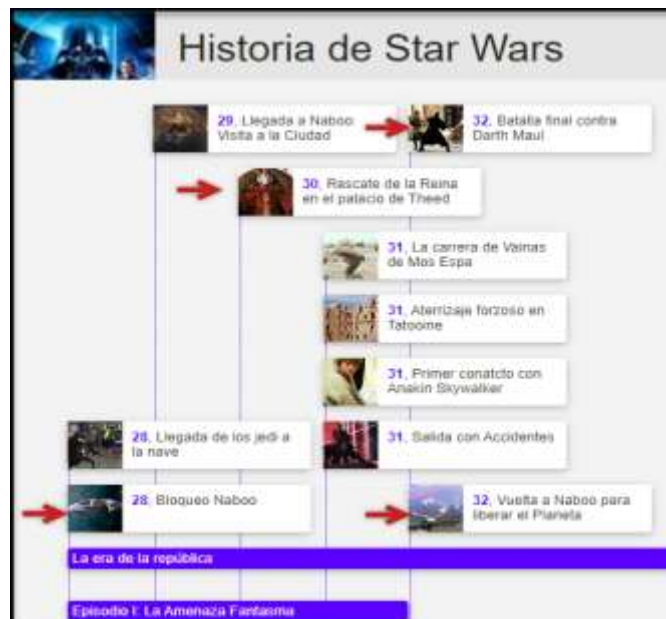 Historia de Star Wars
29, Llegada a Naboo
Visita a la Ciudad
32, Batalla final contra
Darth Maul
30, Rascate de la Reina
en el palacio de Theed
31, La carrera de Vainas
de Mos Espa
31, Aterrizaje forzoso en
Tatooine
31, Primer conatcto con
Anakin Skywalker
28, Llegada de los jedi a
la nave
31, Salida con Accidentes
28, Bloqueo Naboo
32, Vuelta a Naboo para
liberar el Planeta
La era de la república
Episodio I: La Amenaza Fantasma